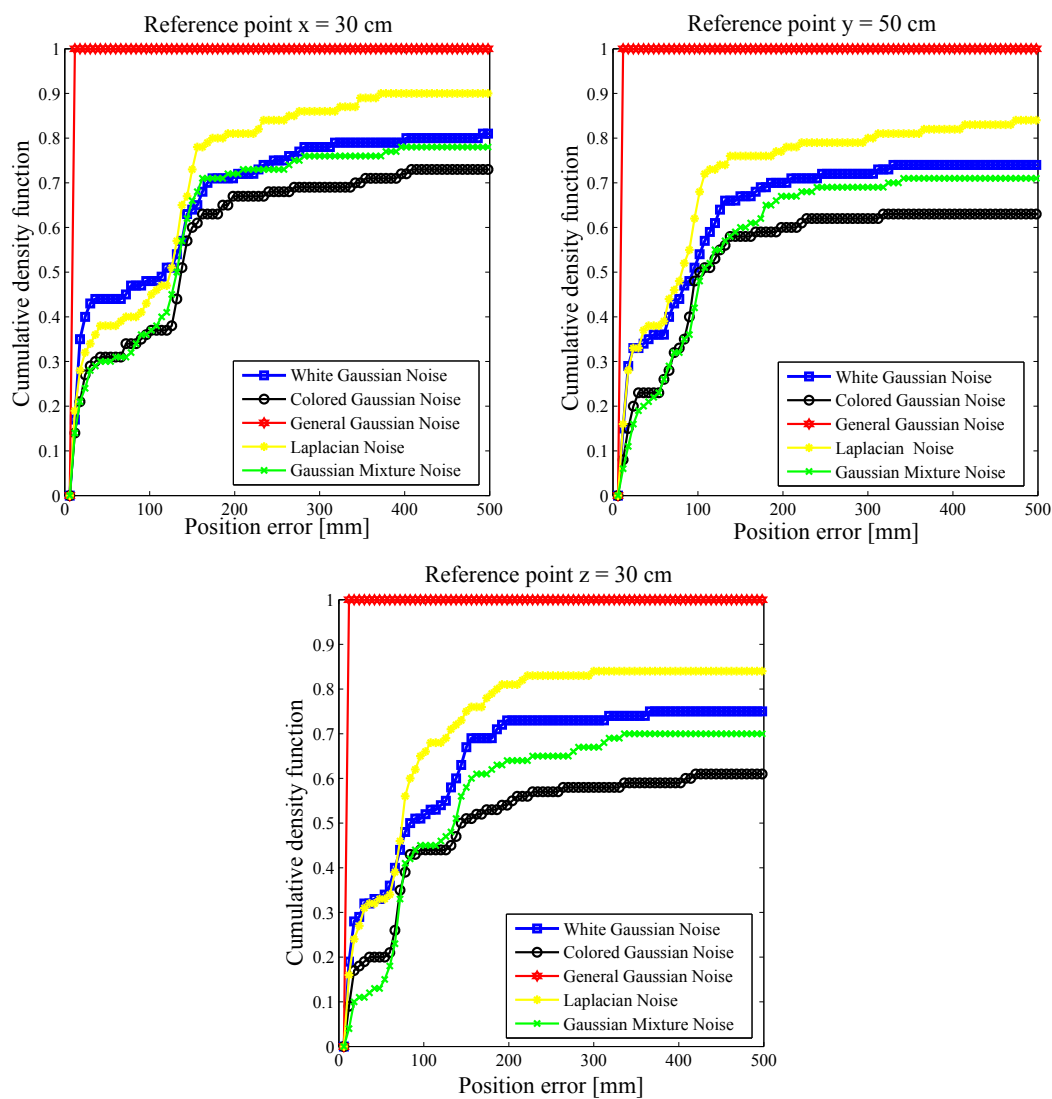 Reference point x = 30 cm
1
0.9
0.8
0.7
0.6
0.5
0.4
0.3
0.2
0.1
0
Cumulative density function
White Gaussian Noise
Colored Gaussian Noise
General Gaussian Noise
Laplacian Noise
Gaussian Mixture Noise
0 100 200 300 400 500
Position error [mm]
Reference point y = 50 cm
1
0.9
0.8
0.7
0.6
0.5
0.4
0.3
0.2
0.1
0
Cumulative density function
White Gaussian Noise
Colored Gaussian Noise
General Gaussian Noise
Laplacian Noise
Gaussian Mixture Noise
0 100 200 300 400 500
Position error [mm]
Reference point z = 30 cm
1
0.9
0.8
0.7
0.6
0.5
0.4
0.3
0.2
0.1
0
Cumulative density function
White Gaussian Noise
Colored Gaussian Noise
General Gaussian Noise
Laplacian Noise
Gaussian Mixture Noise
0 100 200 300 400 500
Position error [mm]